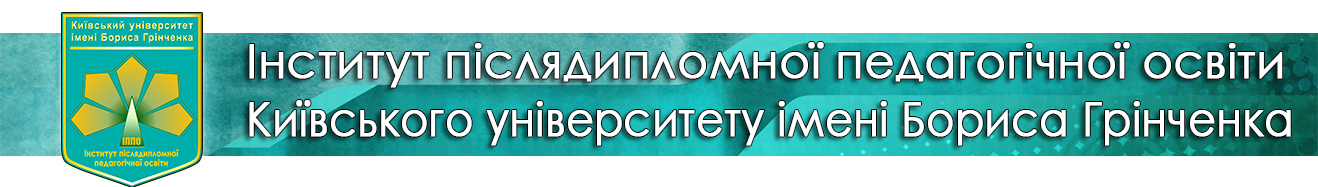 Київський університет
імені Бориса Грінченка
ІППО
Інститут післядипломної
педагогічної освіти
Інститут післядипломної педагогічної освіти
Київського університету імені Бориса Грінченка